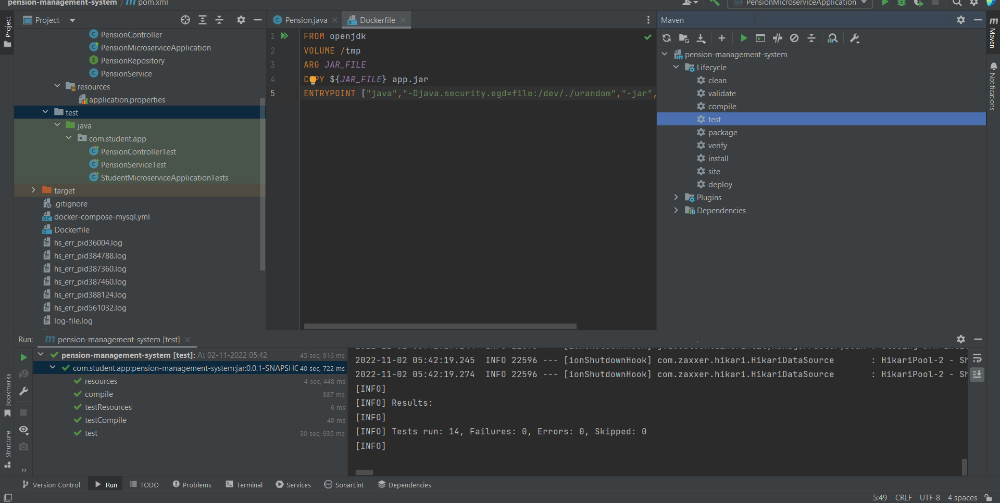 pension-management-system pom.xml
PensionMicroserviceApplication
Project
Pension.java
Dockerfile
Maven
Project
PensionController
PensionMicroserviceApplication
PensionRepository
PensionService
resources
application.properties
test
java
com.student.app
PensionControllerTest
PensionServiceTest
StudentMicroserviceApplicationTests
target
.gitignore
docker-compose-mysql.yml
Dockerfile
hs_err_pid36004.log
hs_err_pid384788.log
hs_err_pid387360.log
hs_err_pid387460.log
hs_err_pid388124.log
hs_err_pid561032.log
log-file.log
1 FROM openjdk
2 VOLUME /tmp
3 ARG JAR_FILE
4 COPY ${JAR_FILE} app.jar
5 ENTRYPOINT ["java","-Djava.security.egd=file:/dev/./urandom","-jar",
pension-management-system
Lifecycle
clean
validate
compile
test
package
verify
install
site
deploy
Plugins
Dependencies
Maven
Notifications
Run: pension-management-system [test]
pension-management-system [test]: At 02-11-2022 05:42 45 sec, 916 ms
com.student.app:pension-management-system:jar:0.0.1-SNAPSHO 40 sec, 722 ms
resources 4 sec, 448 ms
compile 887 ms
testResources 6 ms
testCompile 40 ms
test 30 sec, 935 ms
2022-11-02 05:42:19.245 INFO 22596 --- [ionShutdownHook] com.zaxxer.hikari.HikariDataSource : HikariPool-2 - Sh
2022-11-02 05:42:19.274 INFO 22596 --- [ionShutdownHook] com.zaxxer.hikari.HikariDataSource : HikariPool-2 - Sh
[INFO]
[INFO] Results:
[INFO]
[INFO] Tests run: 14, Failures: 0, Errors: 0, Skipped: 0
[INFO]
Bookmarks
Structure
Version Control
Run
TODO
Problems
Terminal
Services
SonarLint
Dependencies
5:49 CRLF UTF-8 4 spaces